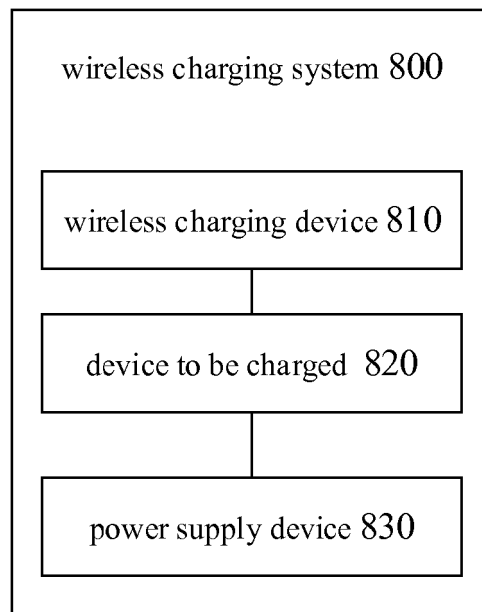 wireless charging system 800
wireless charging device 810
device to be charged 820
power supply device 830